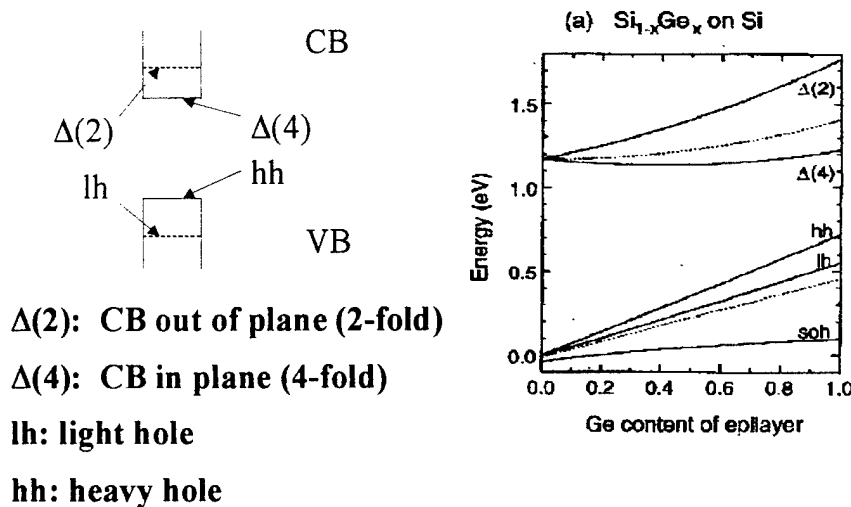 CB
Δ(2)
Δ(4)
lh
hh
VB
Δ(2): CB out of plane (2-fold)
Δ(4): CB in plane (4-fold)
lh: light hole
hh: heavy hole
(a) Si₁₋ₓGeₓ on Si
Energy (eV)
1.5
1.0
0.5
0.0
Δ(2)
Δ(4)
hh
lh
soh
0.0 0.2 0.4 0.6 0.8 1.0
Ge content of epilayer